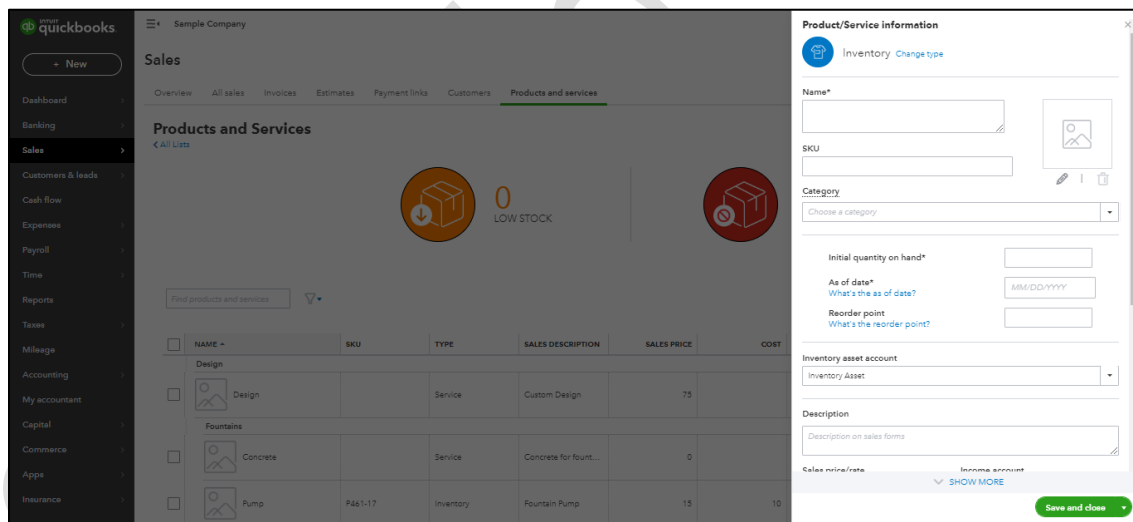 intuit
quickbooks
Sample Company
+ New
Dashboard
Banking
Sales
Customers & leads
Cash flow
Expenses
Payroll
Time
Reports
Taxes
Mileage
Accounting
My accountant
Capital
Commerce
Apps
Insurance
Sales
Overview All sales Invoices Estimates Payment links Customers Products and services
Products and Services
All Lists
0
LOW STOCK
Find products and services
NAME SKU TYPE SALES DESCRIPTION SALES PRICE COST
Design
Design Service Custom Design 75
Fountains
Concrete Service Concrete for fount... 0
Pump P461-17 Inventory Fountain Pump 15 10
Product/Service information
Inventory Change type
Name*
SKU
Category
Choose a category
Initial quantity on hand*
As of date* MM/DD/YYYY
What's the as of date?
Reorder point
What's the reorder point?
Inventory asset account
Inventory Asset
Description
Description on sales forms
Sales price/rate Income account
SHOW MORE
Save and close